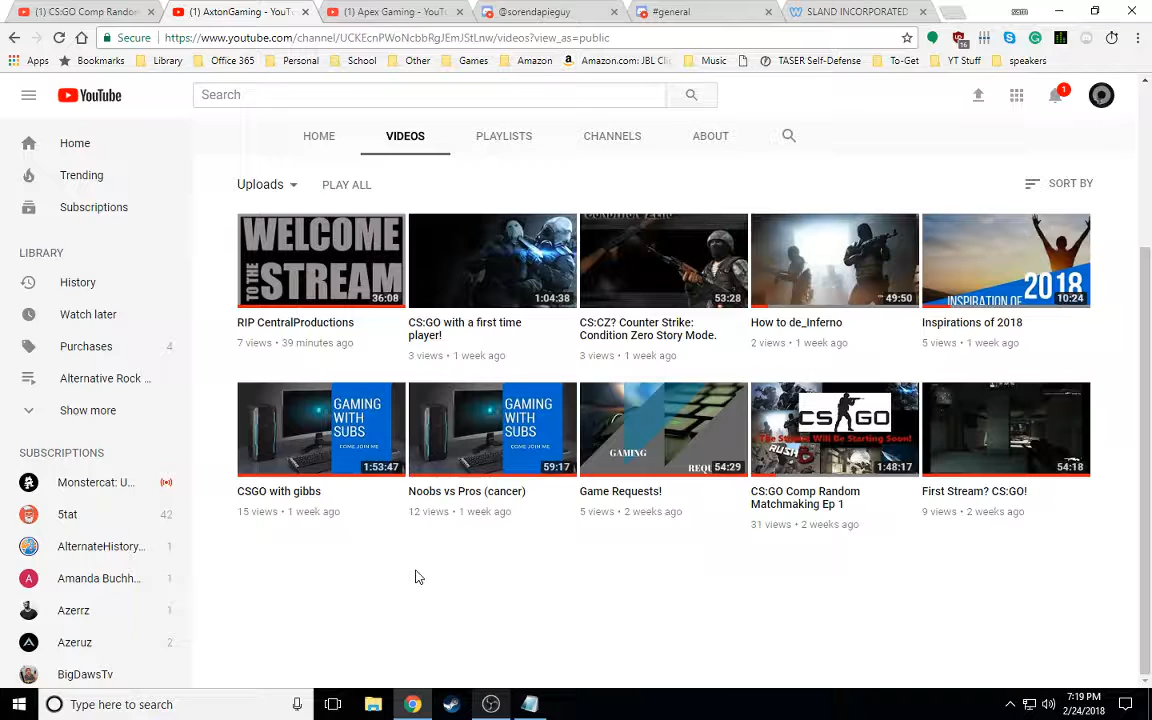 (1) CS:GO Comp Random
(1) AxtonGaming - YouTu
(1) Apex Gaming - YouTu
@sorendapieguy
#general
SLAND INCORPORATED
sam
Secure
https://www.youtube.com/channel/UCKEcnPWoNcbbRgJEmJStLnw/videos?view_as=public
16
Apps
Bookmarks
Library
Office 365
Personal
School
Other
Games
Amazon
Amazon.com: JBL Cli
Music
TASER Self-Defense
To-Get
YT Stuff
speakers
YouTube
Search
1
HOME
VIDEOS
PLAYLISTS
CHANNELS
ABOUT
Home
Trending
Subscriptions
LIBRARY
History
Watch later
Purchases 4
Alternative Rock ...
Show more
SUBSCRIPTIONS
Monstercat: U...
5tat 42
AlternateHistory... 1
A
Amanda Buchh... 1
Azerrz 1
Azeruz 2
BigDawsTv
Uploads
PLAY ALL
SORT BY
WELCOME
TO THE
STREAM
36:08
RIP CentralProductions
7 views • 39 minutes ago
1:04:38
CS:GO with a first time
player!
3 views • 1 week ago
CONDITION ZERO
53:28
CS:CZ? Counter Strike:
Condition Zero Story Mode.
3 views • 1 week ago
49:50
How to de_Inferno
2 views • 1 week ago
INSPIRATION OF
2018
10:24
Inspirations of 2018
5 views • 1 week ago
GAMING
WITH
SUBS
COME JOIN ME
1:53:47
CSGO with gibbs
15 views • 1 week ago
GAMING
WITH
SUBS
COME JOIN ME
59:17
Noobs vs Pros (cancer)
12 views • 1 week ago
GAMING
REQU
54:29
Game Requests!
5 views • 2 weeks ago
CS:GO
The Stream Will Be Starting Soon!
RUSH B
1:48:17
CS:GO Comp Random
Matchmaking Ep 1
31 views • 2 weeks ago
54:18
First Stream? CS:GO!
9 views • 2 weeks ago
Type here to search
7:19 PM
2/24/2018